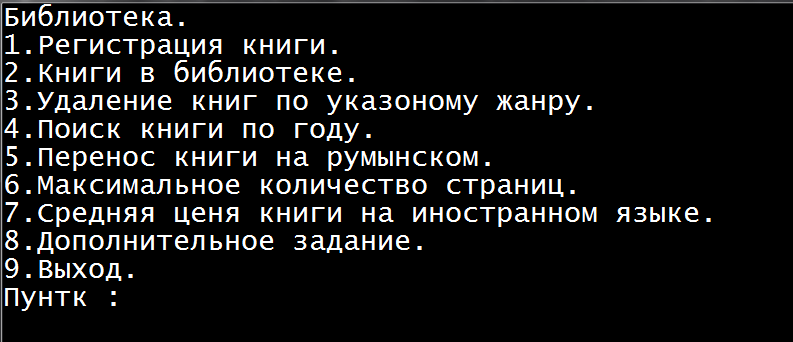 Библиотека.
1.Регистрация книги.
2.Книги в библиотеке.
3.Удаление книг по указоному жанру.
4.Поиск книги по году.
5.Перенос книги на румынском.
6.Максимальное количество страниц.
7.Средняя ценя книги на иностранном языке.
8.Дополнительное задание.
9.Выход.
Пунтк :